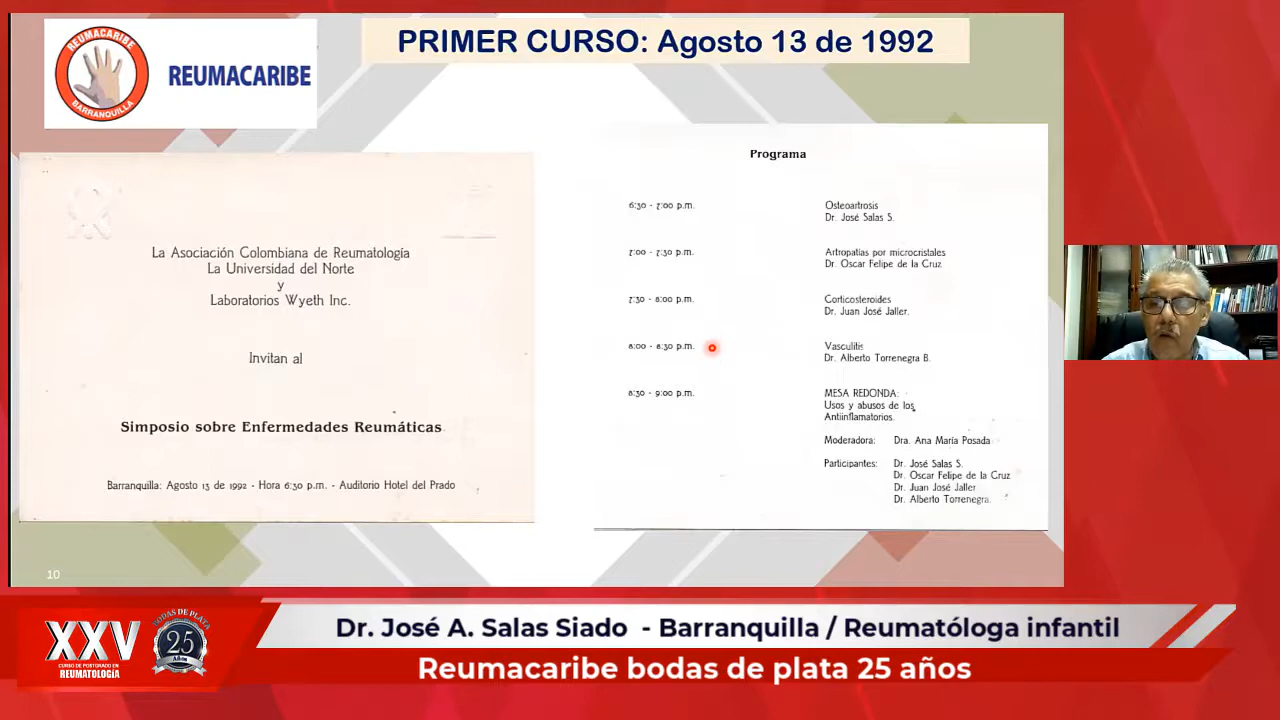 PRIMER CURSO: Agosto 13 de 1992
REUMACARIBE
BARRANQUILLA
REUMACARIBE
La Asociación Colombiana de Reumatología
La Universidad del Norte
y
Laboratorios Wyeth Inc.
Invitan al
Simposio sobre Enfermedades Reumáticas
Barranquilla: Agosto 13 de 1992 - Hora 6:30 p.m. - Auditorio Hotel del Prado
Programa
6:30 - 7:00 p.m.
Osteoartrosis
Dr. José Salas S.
7:00 - 7:30 p.m.
Artropatías por microcristales
Dr. Oscar Felipe de la Cruz
7:30 - 8:00 p.m.
Corticosteroides
Dr. Juan José Jaller.
8:00 - 8:30 p.m.
Vasculitis
Dr. Alberto Torrenegra B.
8:30 - 9:00 p.m.
MESA REDONDA:
Usos y abusos de los
Antiinflamatorios.
Moderadora: Dra. Ana María Posada
Participantes: Dr. José Salas S.
Dr. Oscar Felipe de la Cruz
Dr. Juan José Jaller
Dr. Alberto Torrenegra.
10
XXV
CURSO DE POSTGRADO EN
REUMATOLOGÍA
BODAS DE PLATA
25
Años
Dr. José A. Salas Siado - Barranquilla / Reumatóloga infantil
Reumacaribe bodas de plata 25 años